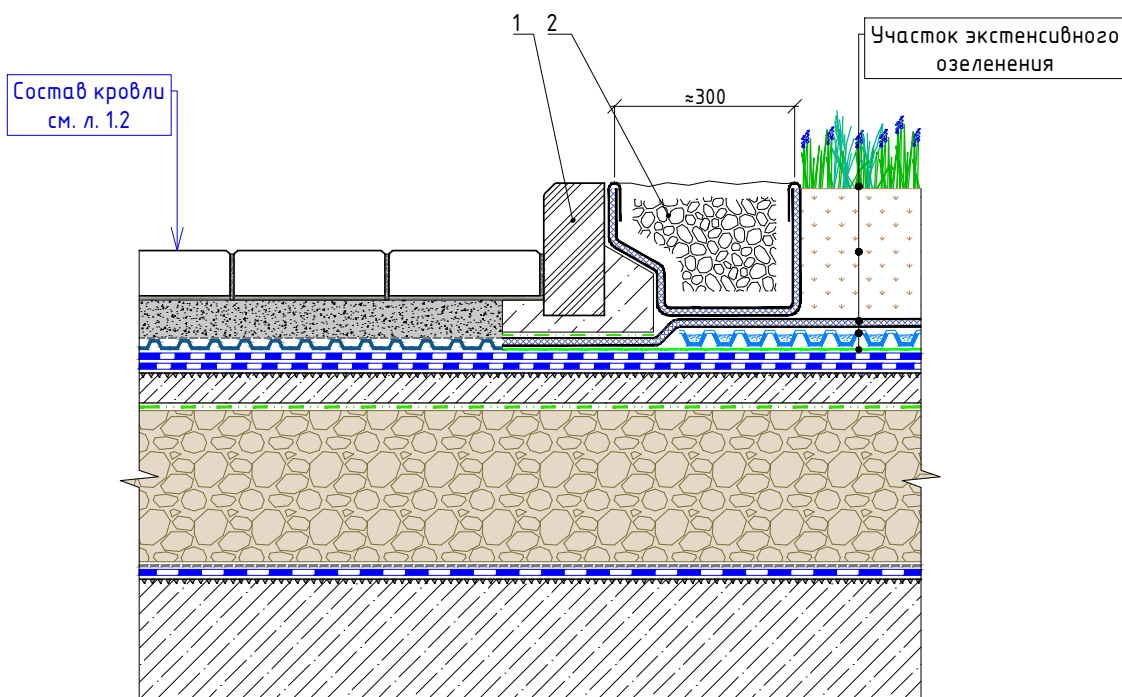 1 2
Участок экстенсивного
озеленения
Состав кровли
см. л. 1.2
≈300